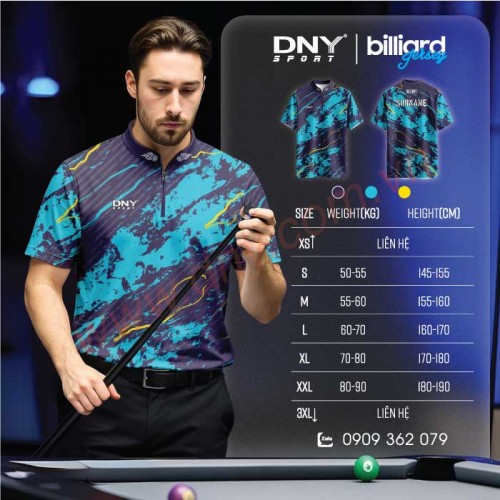 DNY® | billiard
SPORT jersey
SURNAME
DNY
SPORT
SIZE WEIGHT(KG) HEIGHT(CM)
XS↑ LIÊN HỆ
S 50-55 145-155
M 55-60 155-160
L 60-70 160-170
XL 70-80 170-180
XXL 80-90 180-190
3XL↓ LIÊN HỆ
Zalo 0909 362 079